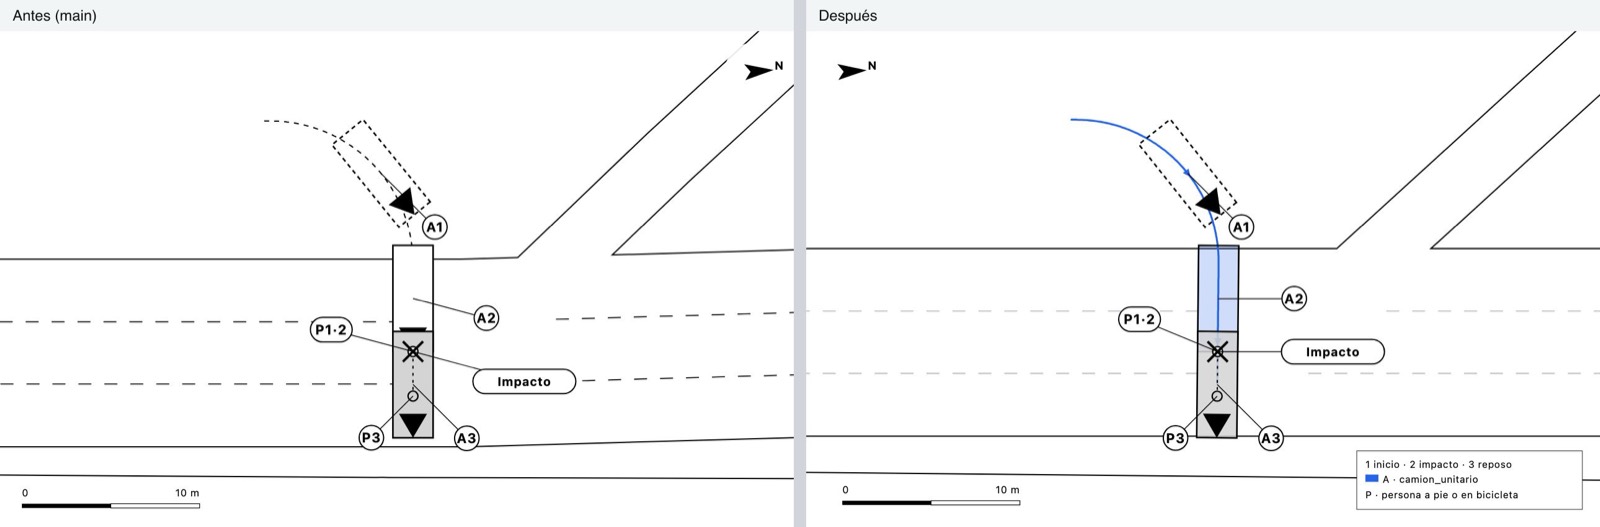 Antes (main)
N
A1
A2
P1·2
Impacto
P3
A3
0
10 m
Después
N
A1
A2
P1·2
Impacto
P3
A3
1 inicio · 2 impacto · 3 reposo
A · camion_unitario
P · persona a pie o en bicicleta
0
10 m